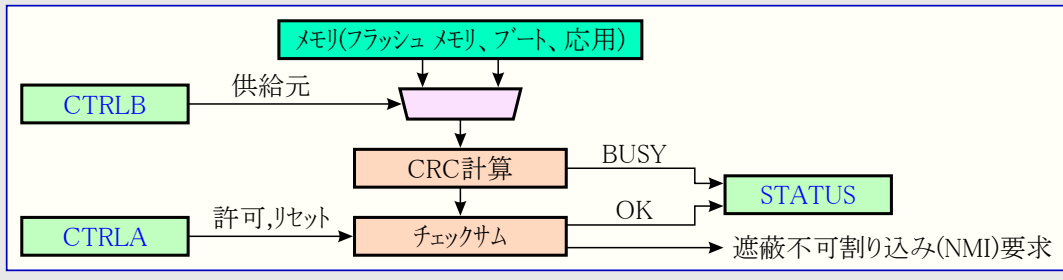 メモリ(フラッシュ メモリ、ブート、応用)
供給元
CTRLB
CRC計算
BUSY
STATUS
OK
許可,リセット
CTRLA
チェックサム
遮蔽不可割り込み(NMI)要求